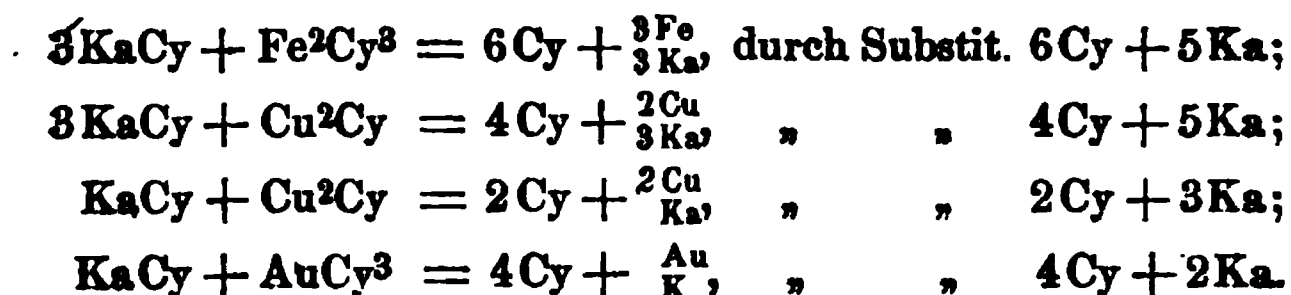 3KaCy + Fe²Cy³ = 6Cy + 3Fe 3Ka, durch Substit. 6Cy + 5Ka;
3KaCy + Cu²Cy = 4Cy + 2Cu 3Ka, „ „ 4Cy + 5Ka;
KaCy + Cu²Cy = 2Cy + 2Cu Ka, „ „ 2Cy + 3Ka;
KaCy + AuCy³ = 4Cy + Au K, „ „ 4Cy + 2Ka.